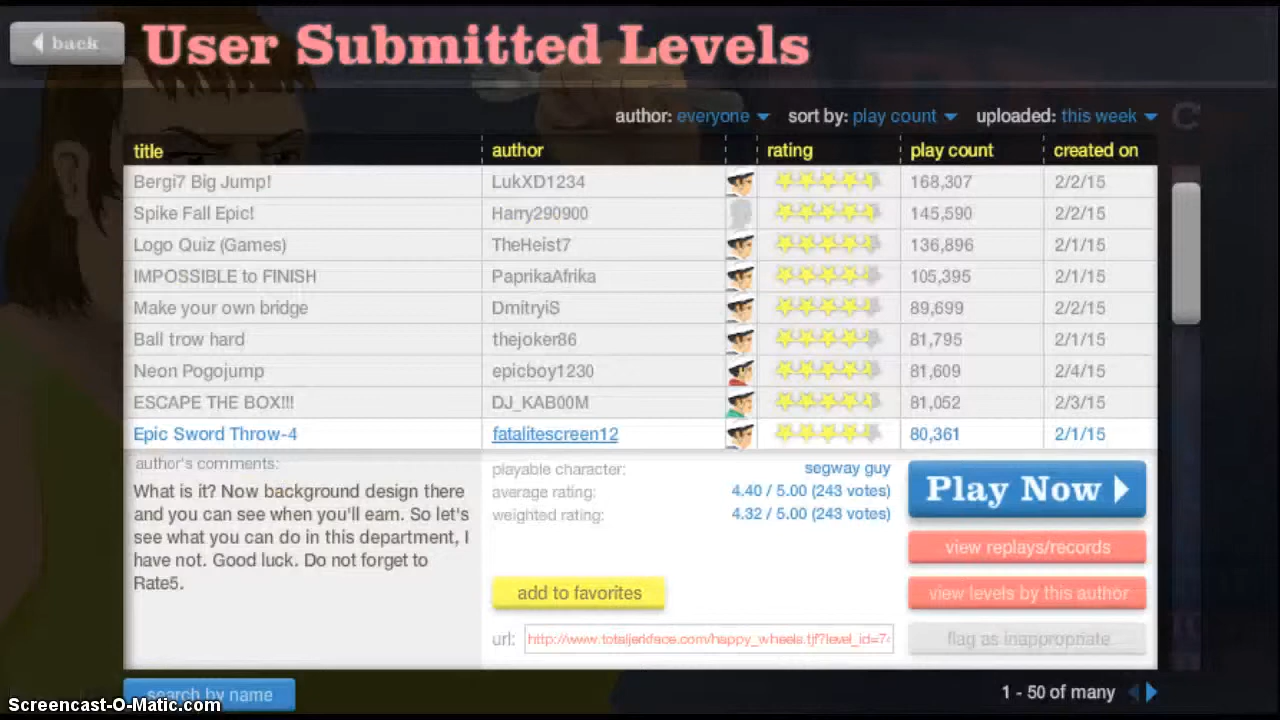 back
User Submitted Levels
author: everyone sort by: play count uploaded: this week
title author rating play count created on
Bergi7 Big Jump! LukXD1234 168,307 2/2/15
Spike Fall Epic! Harry290900 145,590 2/2/15
Logo Quiz (Games) TheHeist7 136,896 2/1/15
IMPOSSIBLE to FINISH PaprikaAfrika 105,395 2/1/15
Make your own bridge DmitryiS 89,699 2/2/15
Ball trow hard thejoker86 81,795 2/1/15
Neon Pogojump epicboy1230 81,609 2/4/15
ESCAPE THE BOX!!! DJ_KAB00M 81,052 2/3/15
Epic Sword Throw-4 fatalitescreen12 80,361 2/1/15
author's comments:
What is it? Now background design there
and you can see when you'll earn. So let's
see what you can do in this department, I
have not. Good luck. Do not forget to
Rate5.
playable character: segway guy
average rating: 4.40 / 5.00 (243 votes)
weighted rating: 4.32 / 5.00 (243 votes)
add to favorites
url: http://www.totaljerkface.com/happy_wheels.tjf?level_id=7
Play Now
view replays/records
view levels by this author
flag as inappropriate
search by name
1 - 50 of many
Screencast-O-Matic.com